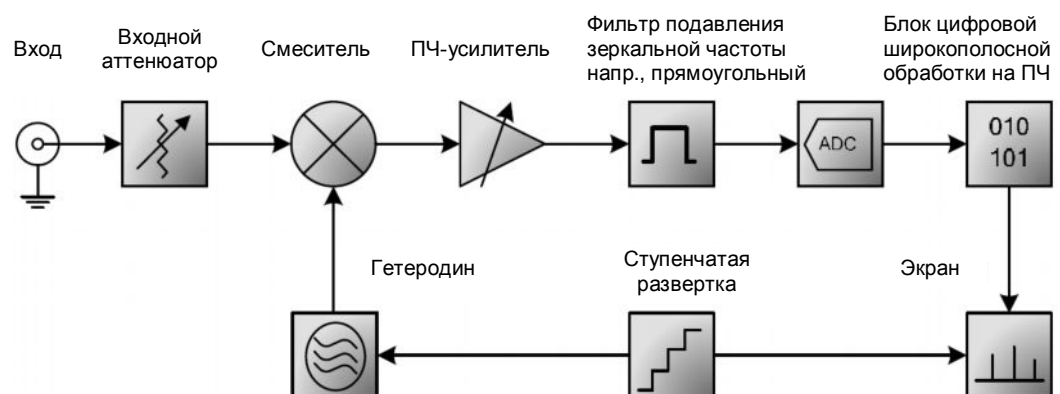 Вход
Входной
аттенюатор
Смеситель
ПЧ-усилитель
Фильтр подавления
зеркальной частоты
напр., прямоугольный
Блок цифровой
широкополосной
обработки на ПЧ
ADC
010
101
Гетеродин
Ступенчатая
развертка
Экран